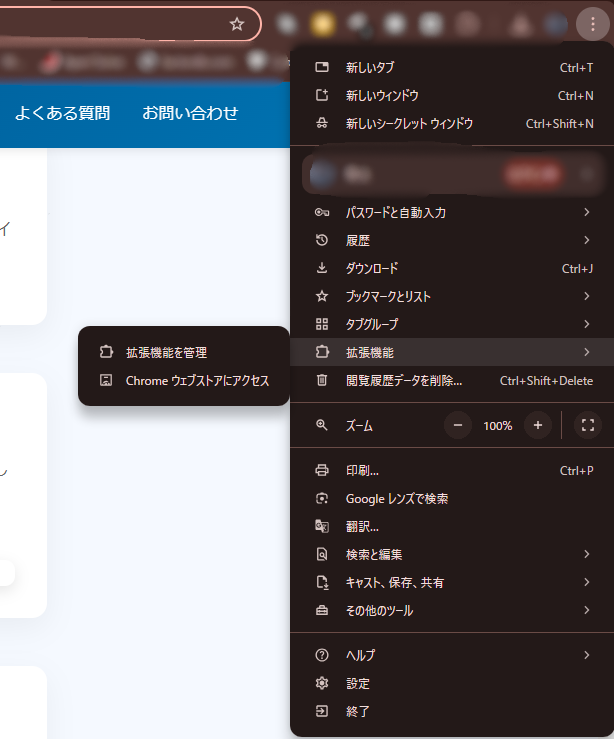 よくある質問
お問い合わせ
イ
し
新しいタブ Ctrl+T
新しいウィンドウ Ctrl+N
新しいシークレット ウィンドウ Ctrl+Shift+N
パスワードと自動入力
履歴
ダウンロード Ctrl+J
ブックマークとリスト
タブグループ
拡張機能
拡張機能を管理
Chrome ウェブストアにアクセス
閲覧履歴データを削除... Ctrl+Shift+Delete
ズーム − 100% +
印刷... Ctrl+P
Google レンズで検索
翻訳...
検索と編集
キャスト、保存、共有
その他のツール
ヘルプ
設定
終了